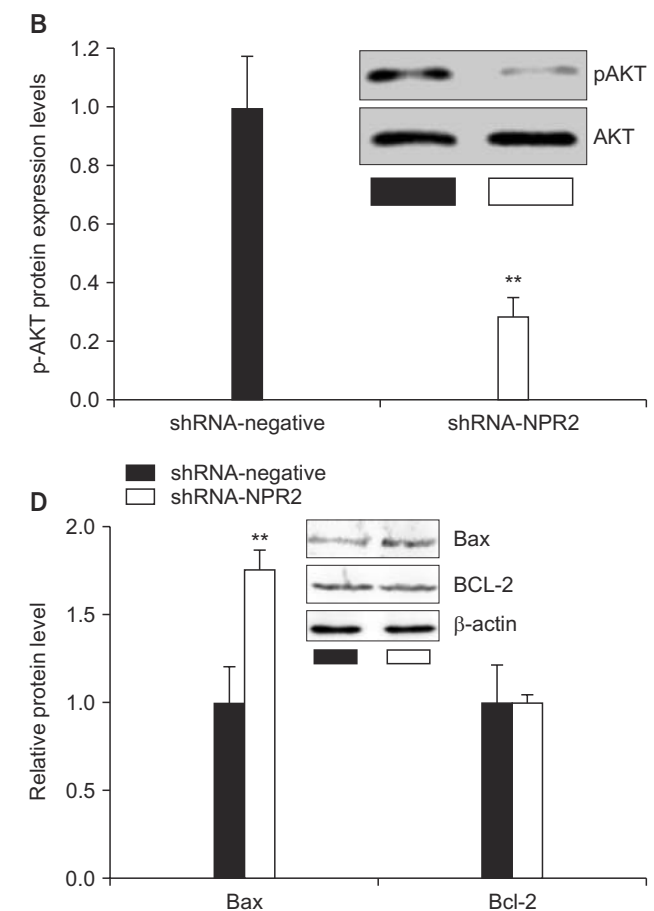 B
p-AKT protein expression levels
1.2
1.0
0.8
0.6
0.4
0.2
0.0
pAKT
AKT
**
shRNA-negative shRNA-NPR2
shRNA-negative
shRNA-NPR2
D
Relative protein level
2.0
1.5
1.0
0.5
0.0
**
Bax
BCL-2
β-actin
Bax Bcl-2